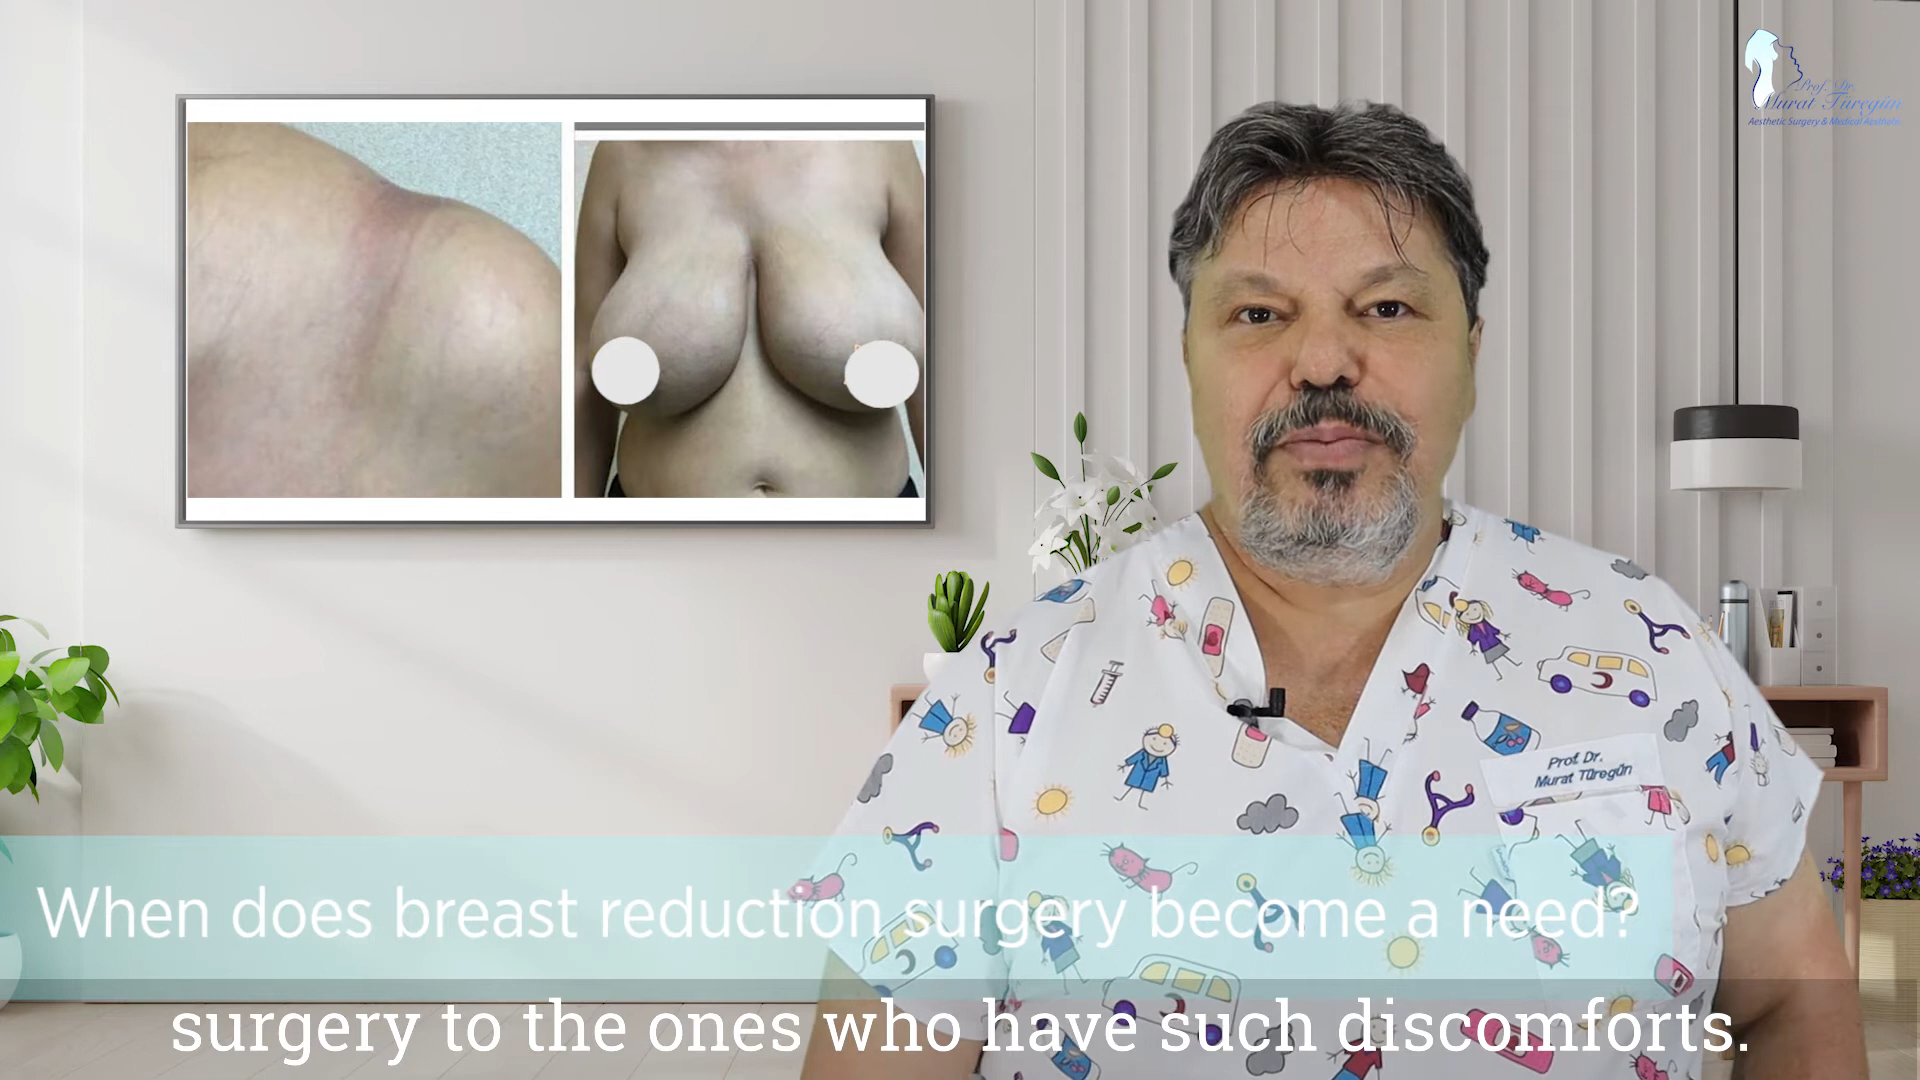 Prof. Dr.
Murat Türegün
Aesthetic Surgery & Medical Aesthetic
Prof. Dr.
Murat Türegün
When does breast reduction surgery become a need?
surgery to the ones who have such discomforts.